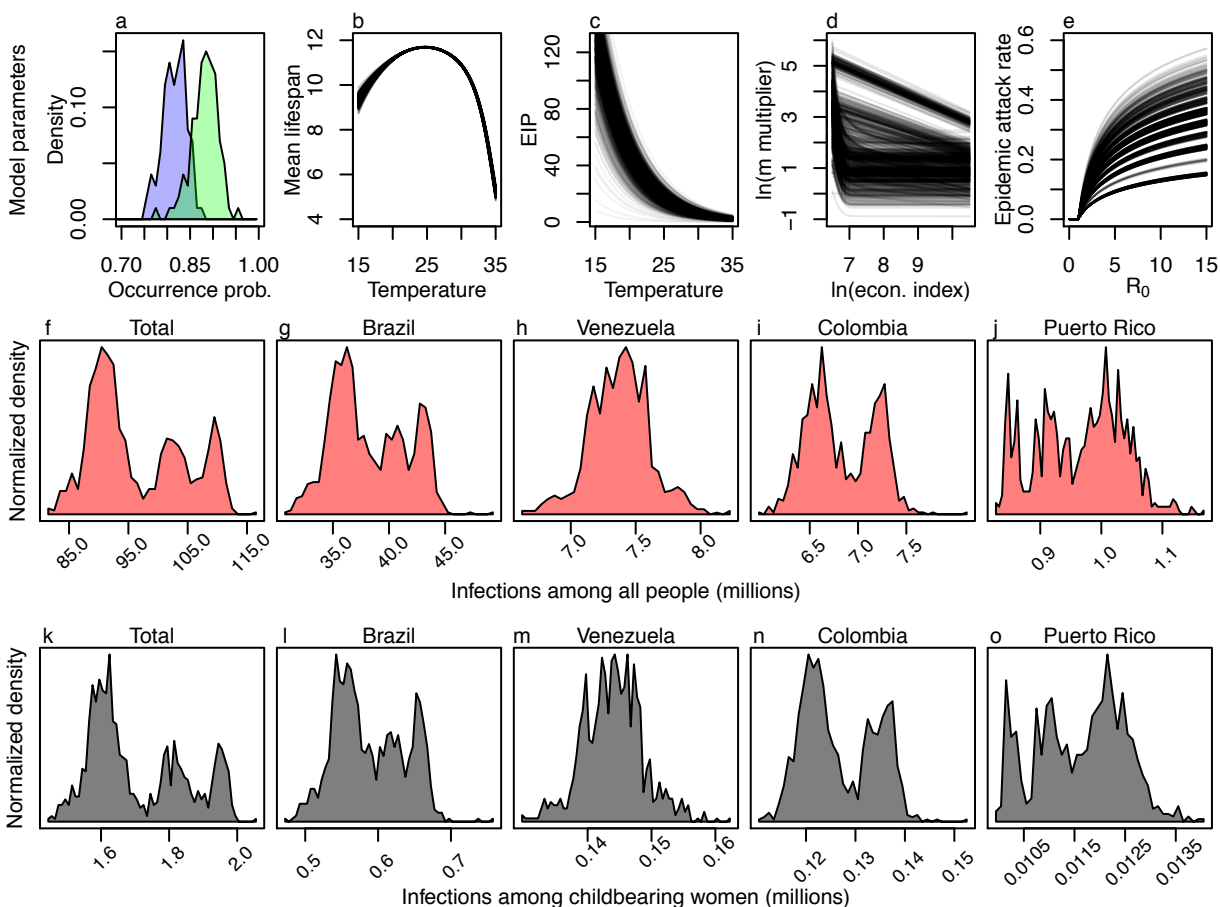 a b c d e
Model parameters
Density
0.00 0.10
0.70 0.85 1.00
Occurrence prob.
Mean lifespan
4 6 8 10 12
15 25 35
Temperature
EIP
0 40 80 120
15 25 35
Temperature
ln(m multiplier)
−1 1 3 5
7 8 9
ln(econ. index)
Epidemic attack rate
0.0 0.2 0.4 0.6
0 5 10 15
R0
f Total g Brazil h Venezuela i Colombia j Puerto Rico
Normalized density
85.0 95.0 105.0 115.0
35.0 40.0 45.0
7.0 7.5 8.0
6.5 7.0 7.5
0.9 1.0 1.1
Infections among all people (millions)
k Total l Brazil m Venezuela n Colombia o Puerto Rico
Normalized density
1.6 1.8 2.0
0.5 0.6 0.7
0.14 0.15 0.16
0.12 0.13 0.14 0.15
0.0105 0.0115 0.0125 0.0135
Infections among childbearing women (millions)